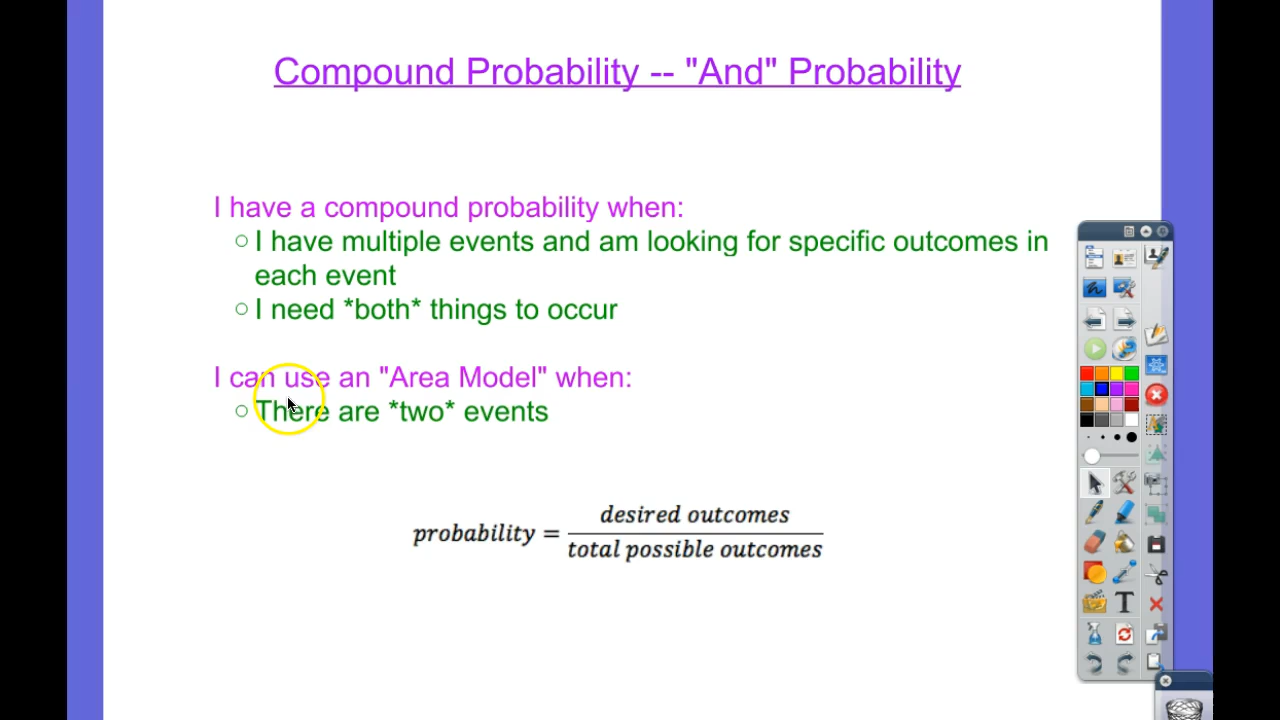 Compound Probability -- "And" Probability
I have a compound probability when:
○ I have multiple events and am looking for specific outcomes in
each event
○ I need *both* things to occur
I can use an "Area Model" when:
○ There are *two* events
probability = desired outcomes / total possible outcomes
T